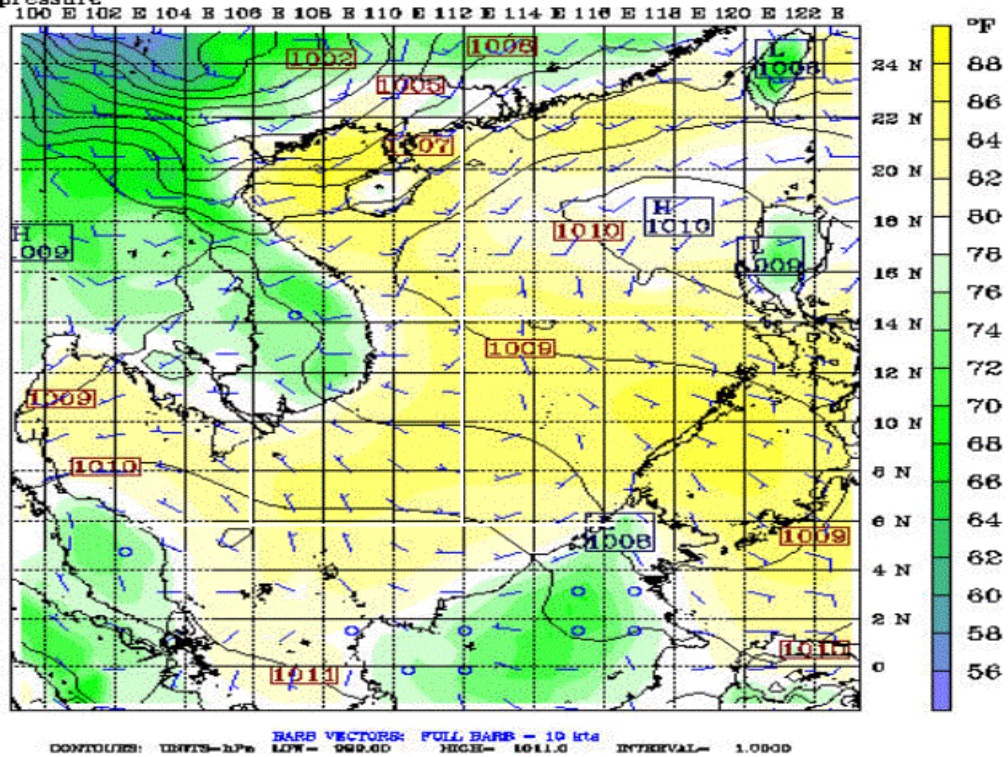 pressure
100 E 102 E 104 E 106 E 108 E 110 E 112 E 114 E 116 E 118 E 120 E 122 E
°F
1002
1006
L
1008
24 N
88
1005
86
22 N
1007
84
20 N
82
H
1010
18 N
80
H
1009
1010
1009
16 N
78
76
14 N
74
1009
12 N
72
1009
10 N
70
1010
8 N
68
66
6 N
1008
1009
64
4 N
62
2 N
60
1010
58
1011
0
56
BARB VECTORS: FULL BARB = 10 kts
CONTOURS: UNITS=hPa LOW= 999.00 HIGH= 1011.0 INTERVAL= 1.0000